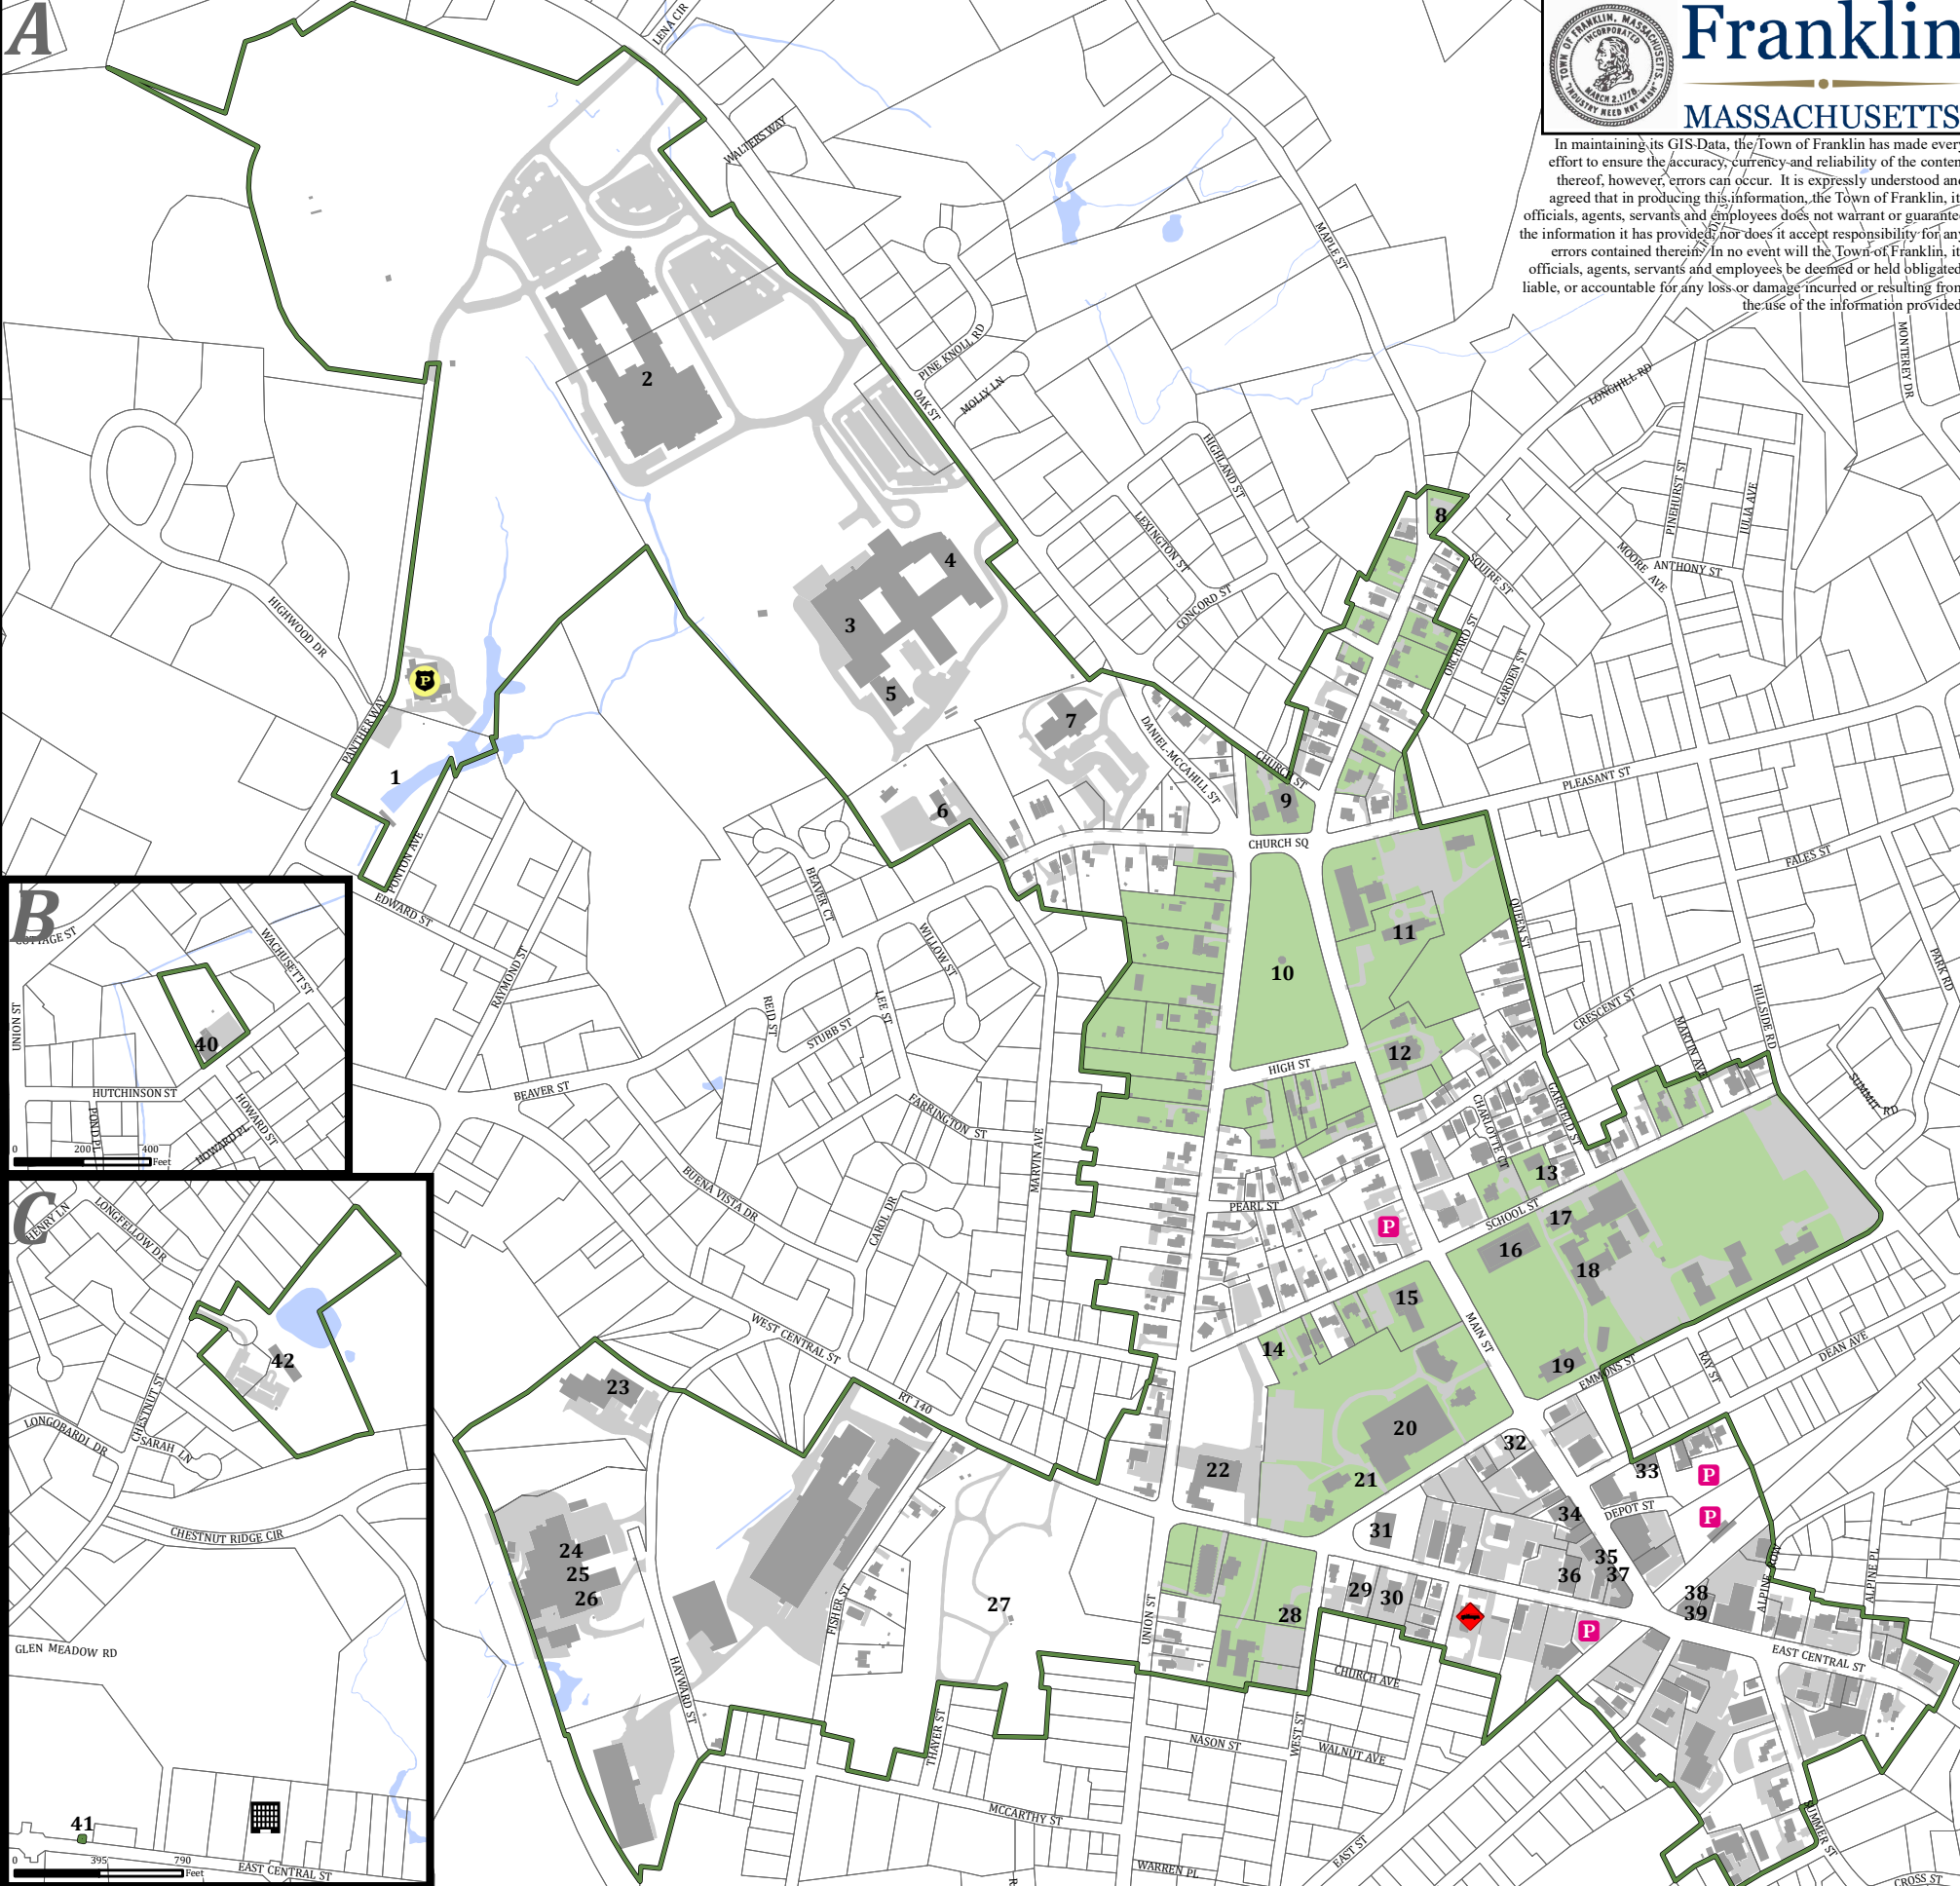 A
Franklin
MASSACHUSETTS
TOWN OF FRANKLIN, MASSACHUSETTS
INCORPORATED
MARCH 2, 1778
INDUSTRY NEED NOT WISH
In maintaining its GIS Data, the Town of Franklin has made every
effort to ensure the accuracy, currency and reliability of the conten
thereof, however, errors can occur. It is expressly understood an
agreed that in producing this information, the Town of Franklin, it
officials, agents, servants and employees does not warrant or guarante
the information it has provided, nor does it accept responsibility for an
errors contained therein. In no event will the Town of Franklin, it
officials, agents, servants and employees be deemed or held obligated
liable, or accountable for any loss or damage incurred or resulting from
the use of the information provided
LENA CIR
WALTERS WAY
MAPLE ST
PINE KNOLL RD
MOLLY LN
OAK ST
LONGHILL RD
MONTEREY DR
HIGHLAND ST
LEXINGTON ST
CONCORD ST
PINEHURST ST
JULIA AVE
MOORE AVE
ANTHONY ST
SQUIRE ST
ORCHARD ST
GARDEN ST
HIGHWOOD DR
PANTHER WAY
DANIEL-MCCAHILL ST
CHURCH ST
PLEASANT ST
CHURCH SQ
FALES ST
PONTON AVE
EDWARD ST
RAYMOND ST
BEAVER CT
WILLOW ST
QUEEN ST
PARK RD
REID ST
STUBB ST
LEE ST
CRESCENT ST
MARTIN AVE
HILLSIDE RD
HIGH ST
BEAVER ST
FARRINGTON ST
MARVIN AVE
CHARLOTTE CT
GARFIELD ST
SUMMIT RD
BUENA VISTA DR
CAROL DR
PEARL ST
SCHOOL ST
WEST CENTRAL ST
RT 140
MAIN ST
EMMONS ST
RAY ST
DEAN AVE
DEPOT ST
ALPINE ROW
ALPINE PL
FISHER ST
HAYWARD ST
UNION ST
THAYER ST
CHURCH AVE
EAST CENTRAL ST
NASON ST
WEST ST
WALNUT AVE
MCCARTHY ST
WARREN PL
EAST ST
SUMMER ST
CROSS ST
1
2
3
4
5
6
7
8
9
10
11
12
13
14
15
16
17
18
19
20
21
22
23
24
25
26
27
28
29
30
31
32
33
34
35
36
37
38
39
P
P
P
P
P
B
COTTAGE ST
WACHUSETT ST
UNION ST
40
HUTCHINSON ST
POND PL
HOWARD ST
HOWARD PL
0 200 400
Feet
C
HENRY LN
LONGFELLOW DR
42
CHESTNUT ST
LONGOBARDI DR
SARAH LN
CHESTNUT RIDGE CIR
GLEN MEADOW RD
41
EAST CENTRAL ST
0 395 790
Feet